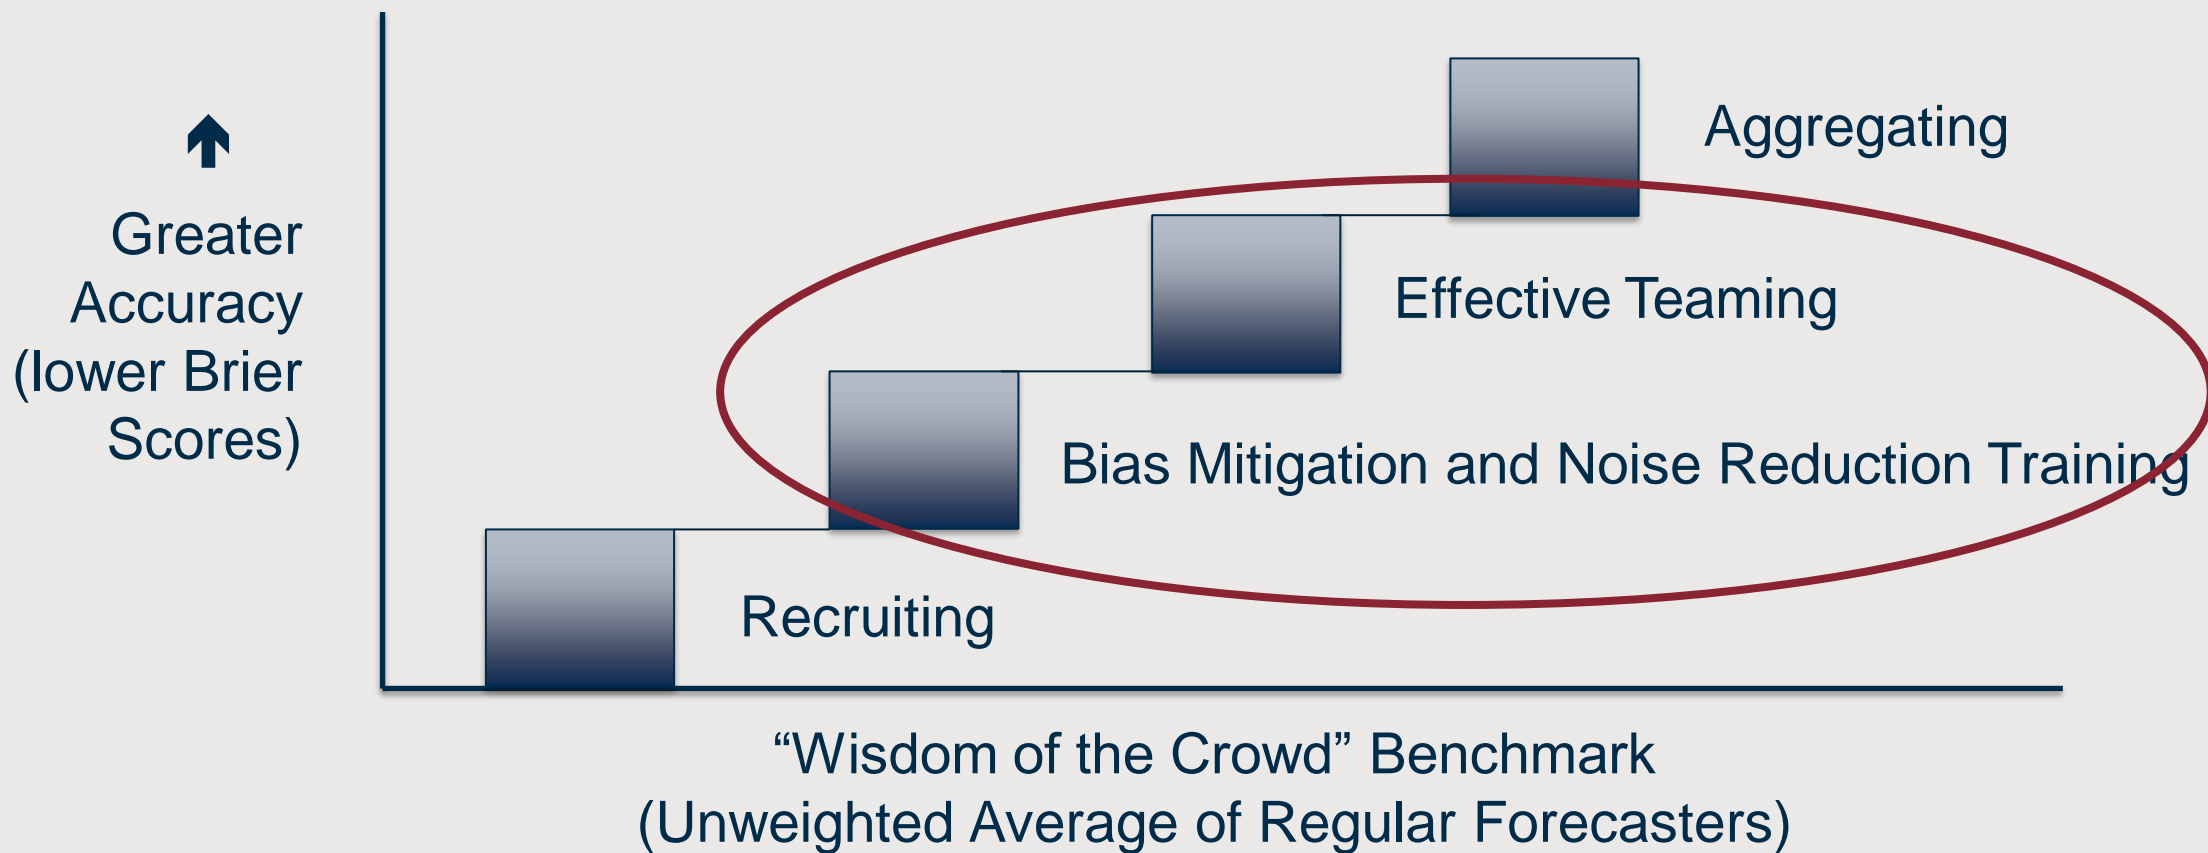 Aggregating
Greater
Accuracy
(lower Brier
Scores)
Effective Teaming
Bias Mitigation and Noise Reduction Training
Recruiting
“Wisdom of the Crowd” Benchmark
(Unweighted Average of Regular Forecasters)